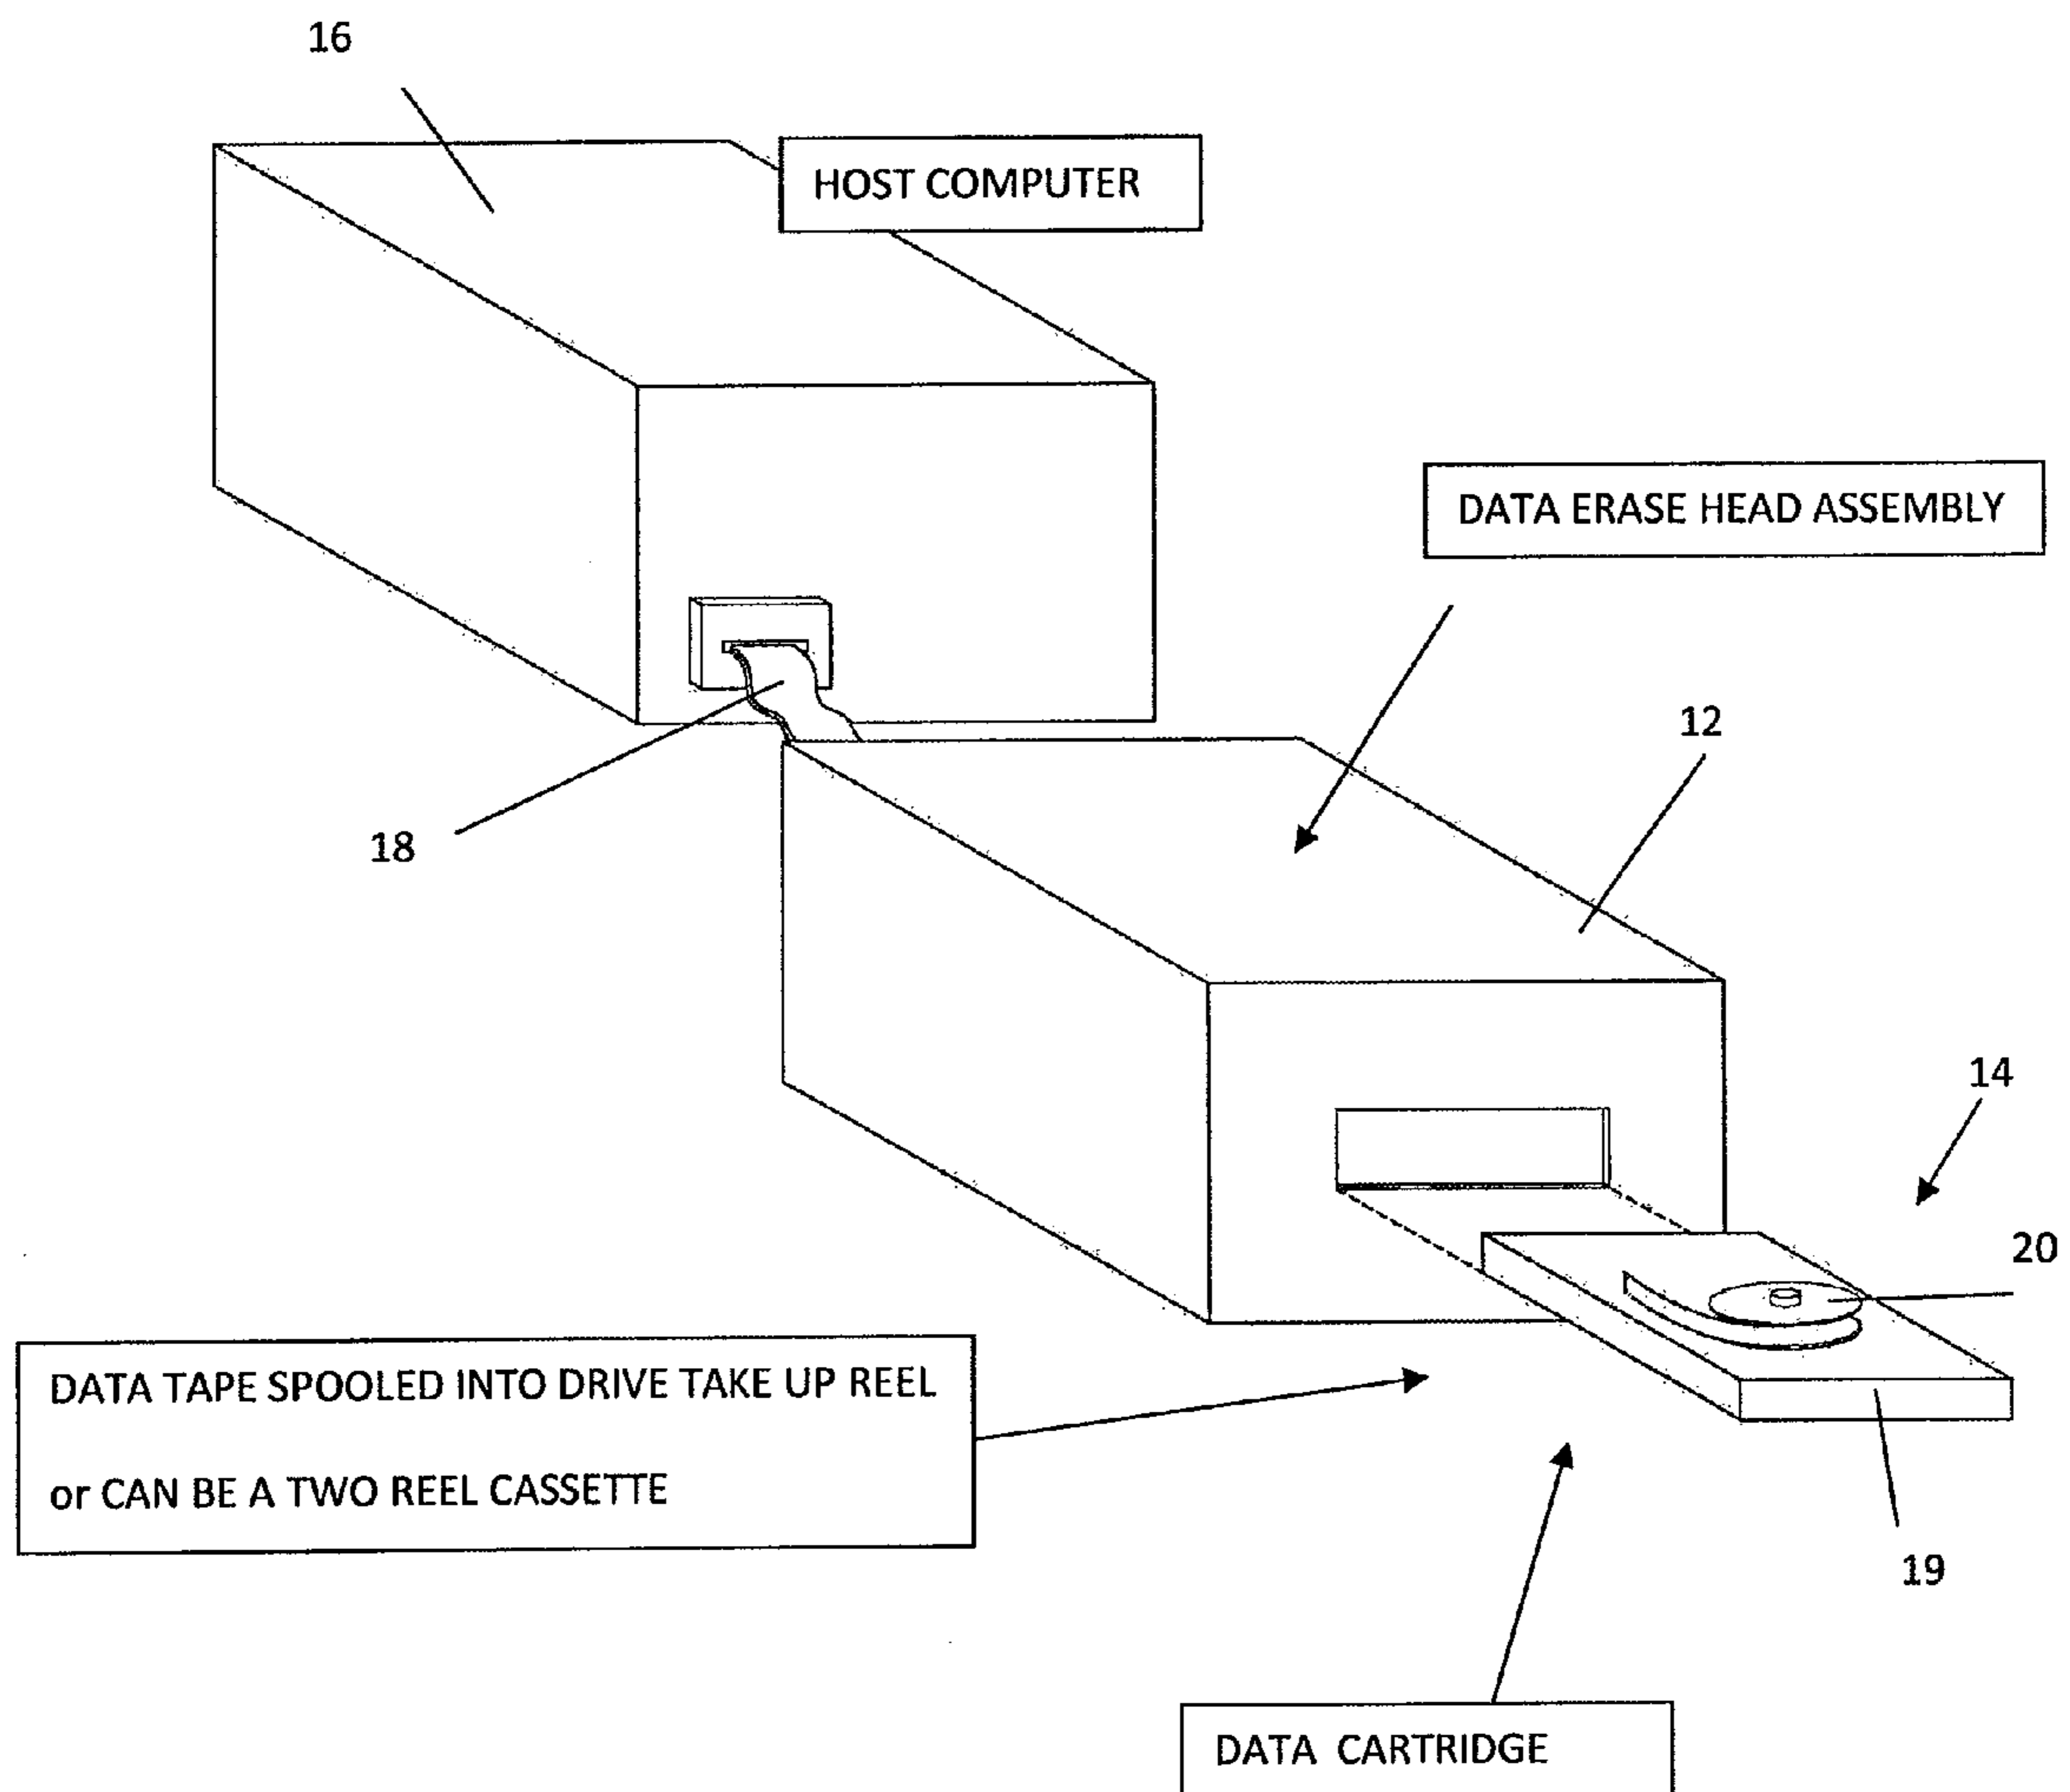 16
HOST COMPUTER
DATA ERASE HEAD ASSEMBLY
12
18
14
20
DATA TAPE SPOOLED INTO DRIVE TAKE UP REEL
or CAN BE A TWO REEL CASSETTE
19
DATA CARTRIDGE